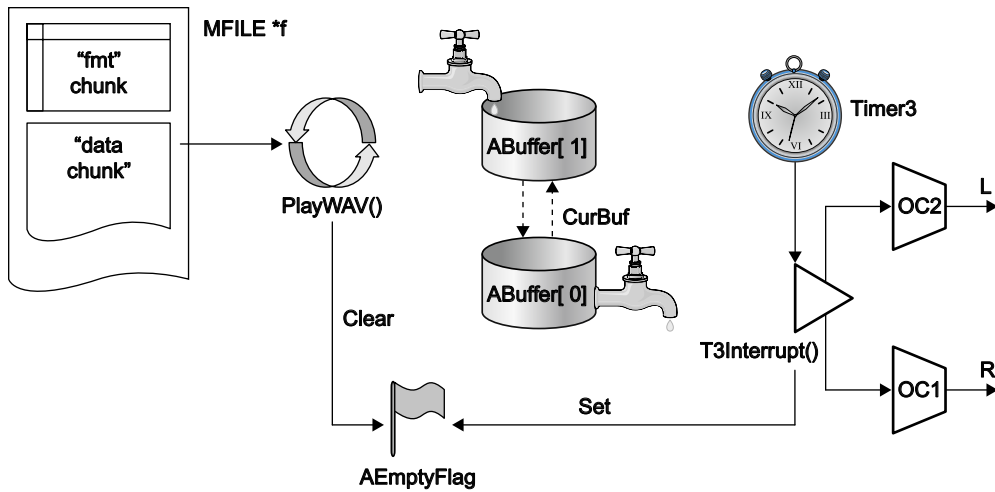 MFILE *f
“fmt”
chunk
“data
chunk”
PlayWAV()
ABuffer[ 1]
CurBuf
ABuffer[ 0]
XII
III
VI
IX
Timer3
OC2
L
T3Interrupt()
OC1
R
Clear
Set
AEmptyFlag